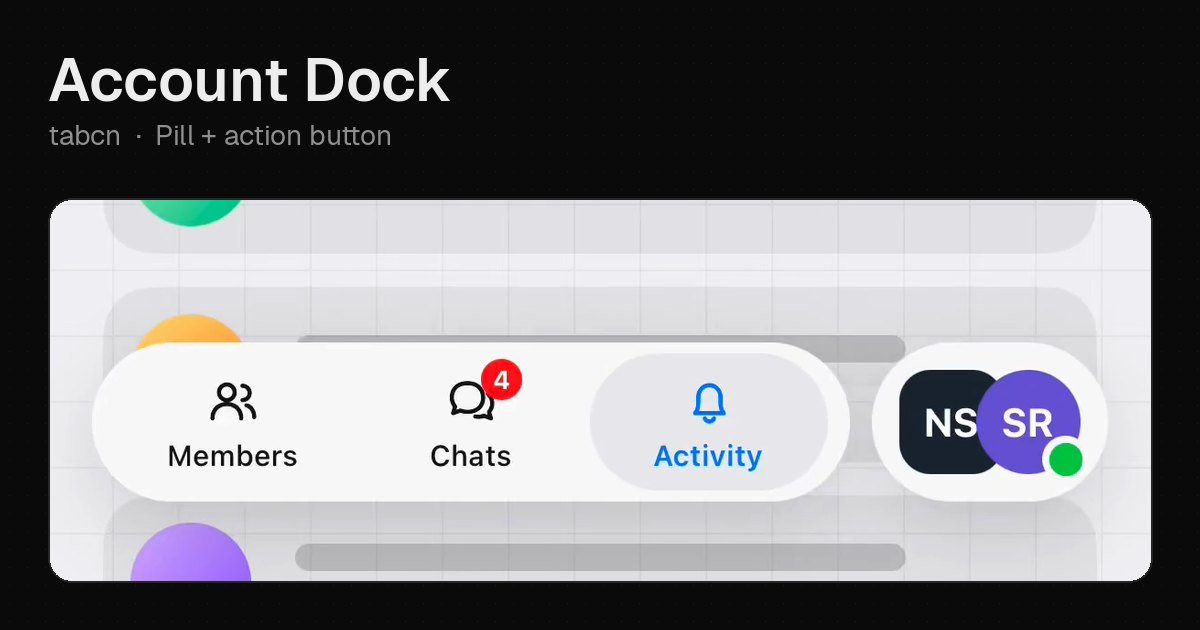 Account Dock
tabcn · Pill + action button
4
Members
Chats
Activity
NS
SR